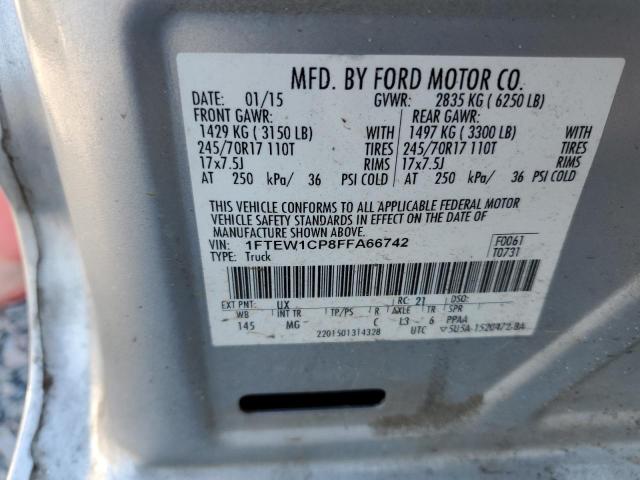 MFD. BY FORD MOTOR CO.
DATE: 01/15 GVWR: 2835 KG ( 6250 LB)
FRONT GAWR: REAR GAWR:
1429 KG ( 3150 LB) WITH 1497 KG ( 3300 LB) WITH
245/70R17 110T TIRES 245/70R17 110T TIRES
17x7.5J RIMS 17x7.5J RIMS
AT 250 kPa/ 36 PSI COLD AT 250 kPa/ 36 PSI COLD
THIS VEHICLE CONFORMS TO ALL APPLICABLE FEDERAL MOTOR
VEHICLE SAFETY STANDARDS IN EFFECT ON THE DATE OF
MANUFACTURE SHOWN ABOVE.
VIN: 1FTEW1CP8FFA66742 F0061
TYPE: Truck T0731
EXT PNT: UX RC: 21 DSO:
WB INT TR TP/PS R AXLE TR SPR
145 MG C L3 6 PPAA
2201501314328 UTC ▽5U5A-1520472-BA